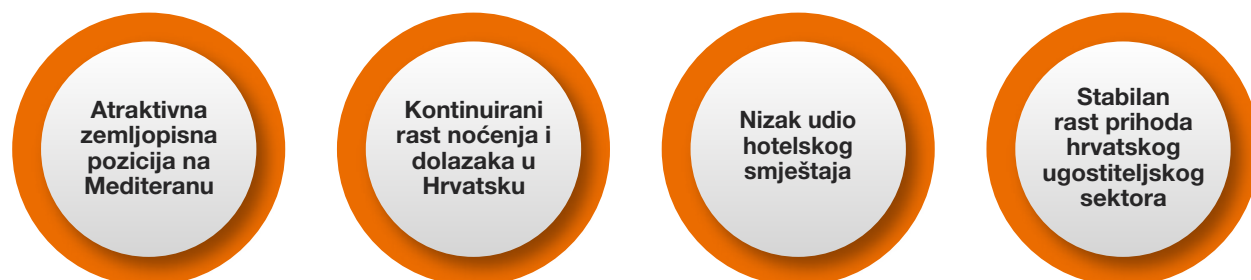 Atraktivna
zemljopisna
pozicija na
Mediteranu
Kontinuirani
rast noćenja i
dolazaka u
Hrvatsku
Nizak udio
hotelskog
smještaja
Stabilan
rast prihoda
hrvatskog
ugostiteljskog
sektora